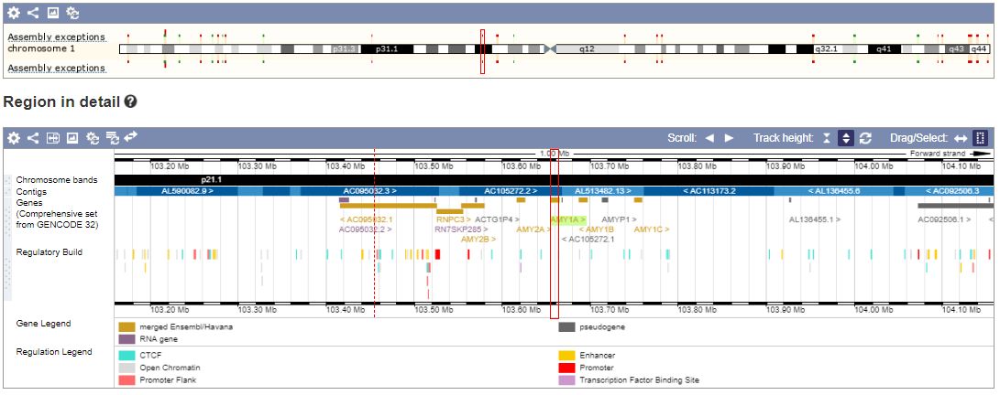 Assembly exceptions
chromosome 1 p31.3 p31.1 q12 q32.1 q41 q43 q44
Assembly exceptions
Region in detail ?
Scroll: Track height: Drag/Select:
1.00 Mb Forward strand
103.20 Mb 103.30 Mb 103.40 Mb 103.50 Mb 103.60 Mb 103.70 Mb 103.80 Mb 103.90 Mb 104.00 Mb 104.10 Mb
Chromosome bands p21.1
Contigs AL590082.9 > AC095032.3 > AC105272.2 > AL513482.13 > AC113173.2 > AL136455.6 > AC092506.3
Genes
(Comprehensive set
from GENCODE 32)
< AC095032.1 RNPC3 > ACTG1P4 > AMY1A > AMYP1 > AL136455.1 > AC092506.1 >
AC095032.2 > RN7SKP285 > AMY2A > < AMY1B AMY1C >
AMY2B > < AC105272.1
Regulatory Build
103.20 Mb 103.30 Mb 103.40 Mb 103.50 Mb 103.60 Mb 103.70 Mb 103.80 Mb 103.90 Mb 104.00 Mb 104.10 Mb
Gene Legend merged Ensembl/Havana pseudogene
RNA gene
Regulation Legend CTCF Enhancer
Open Chromatin Promoter
Promoter Flank Transcription Factor Binding Site